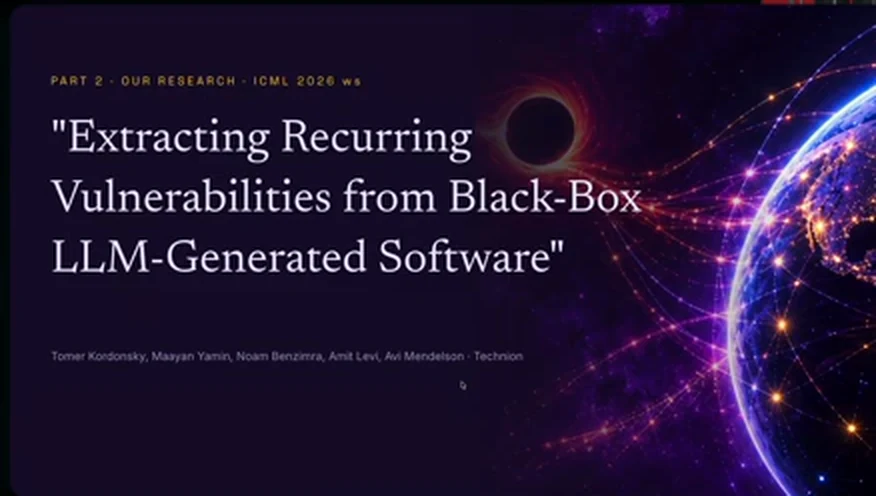 PART 2 · OUR RESEARCH · ICML 2026 ws
"Extracting Recurring
Vulnerabilities from Black-Box
LLM-Generated Software"
Tomer Kordonsky, Maayan Yamin, Noam Benzimra, Amit Levi, Avi Mendelson · Technion